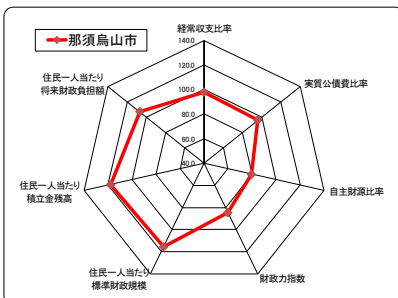 那須烏山市
経常収支比率
実質公債費比率
自主財源比率
財政力指数
住民一人当たり
標準財政規模
住民一人当たり
積立金残高
住民一人当たり
将来財政負担額
140.0
120.0
100.0
80.0
60.0
40.0